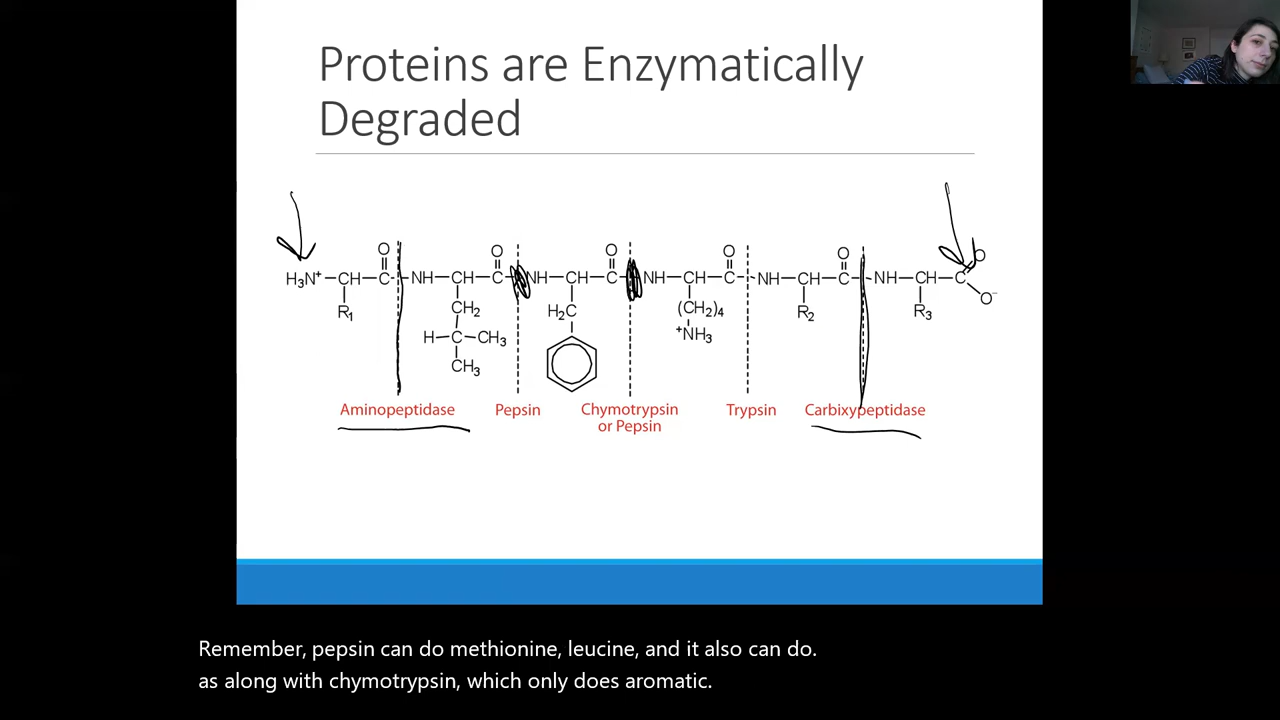 Proteins are Enzymatically
Degraded
O O O O O O
H₃N⁺ CH C NH CH C NH CH C NH CH C NH CH C NH CH C
O⁻
R₁ CH₂ H₂C (CH₂)₄ R₂ R₃
H C CH₃ ⁺NH₃
CH₃
Aminopeptidase Pepsin Chymotrypsin Trypsin Carbixypeptidase
or Pepsin
Remember, pepsin can do methionine, leucine, and it also can do.
as along with chymotrypsin, which only does aromatic.